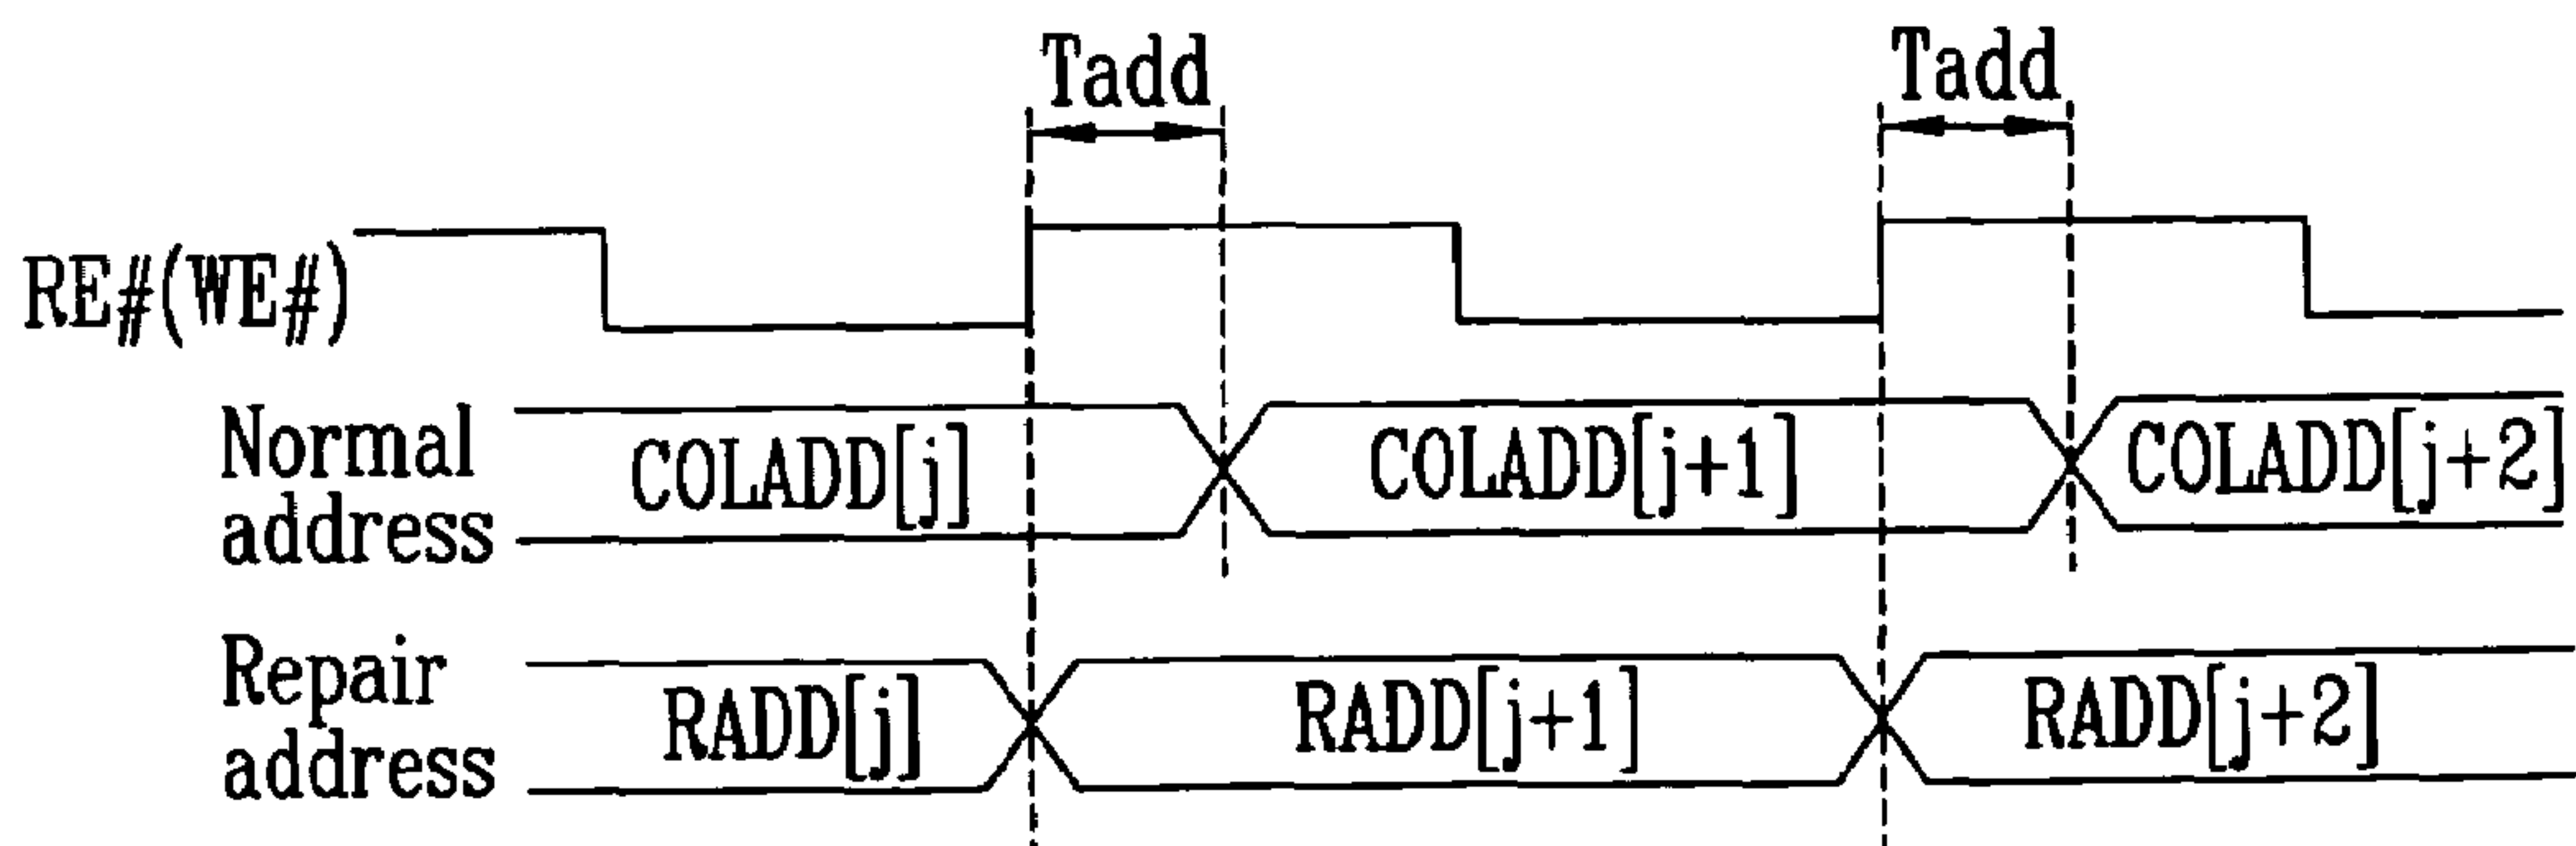 Tadd Tadd
RE#(WE#)
Normal
address
COLADD[j] COLADD[j+1] COLADD[j+2]
Repair
address
RADD[j] RADD[j+1] RADD[j+2]